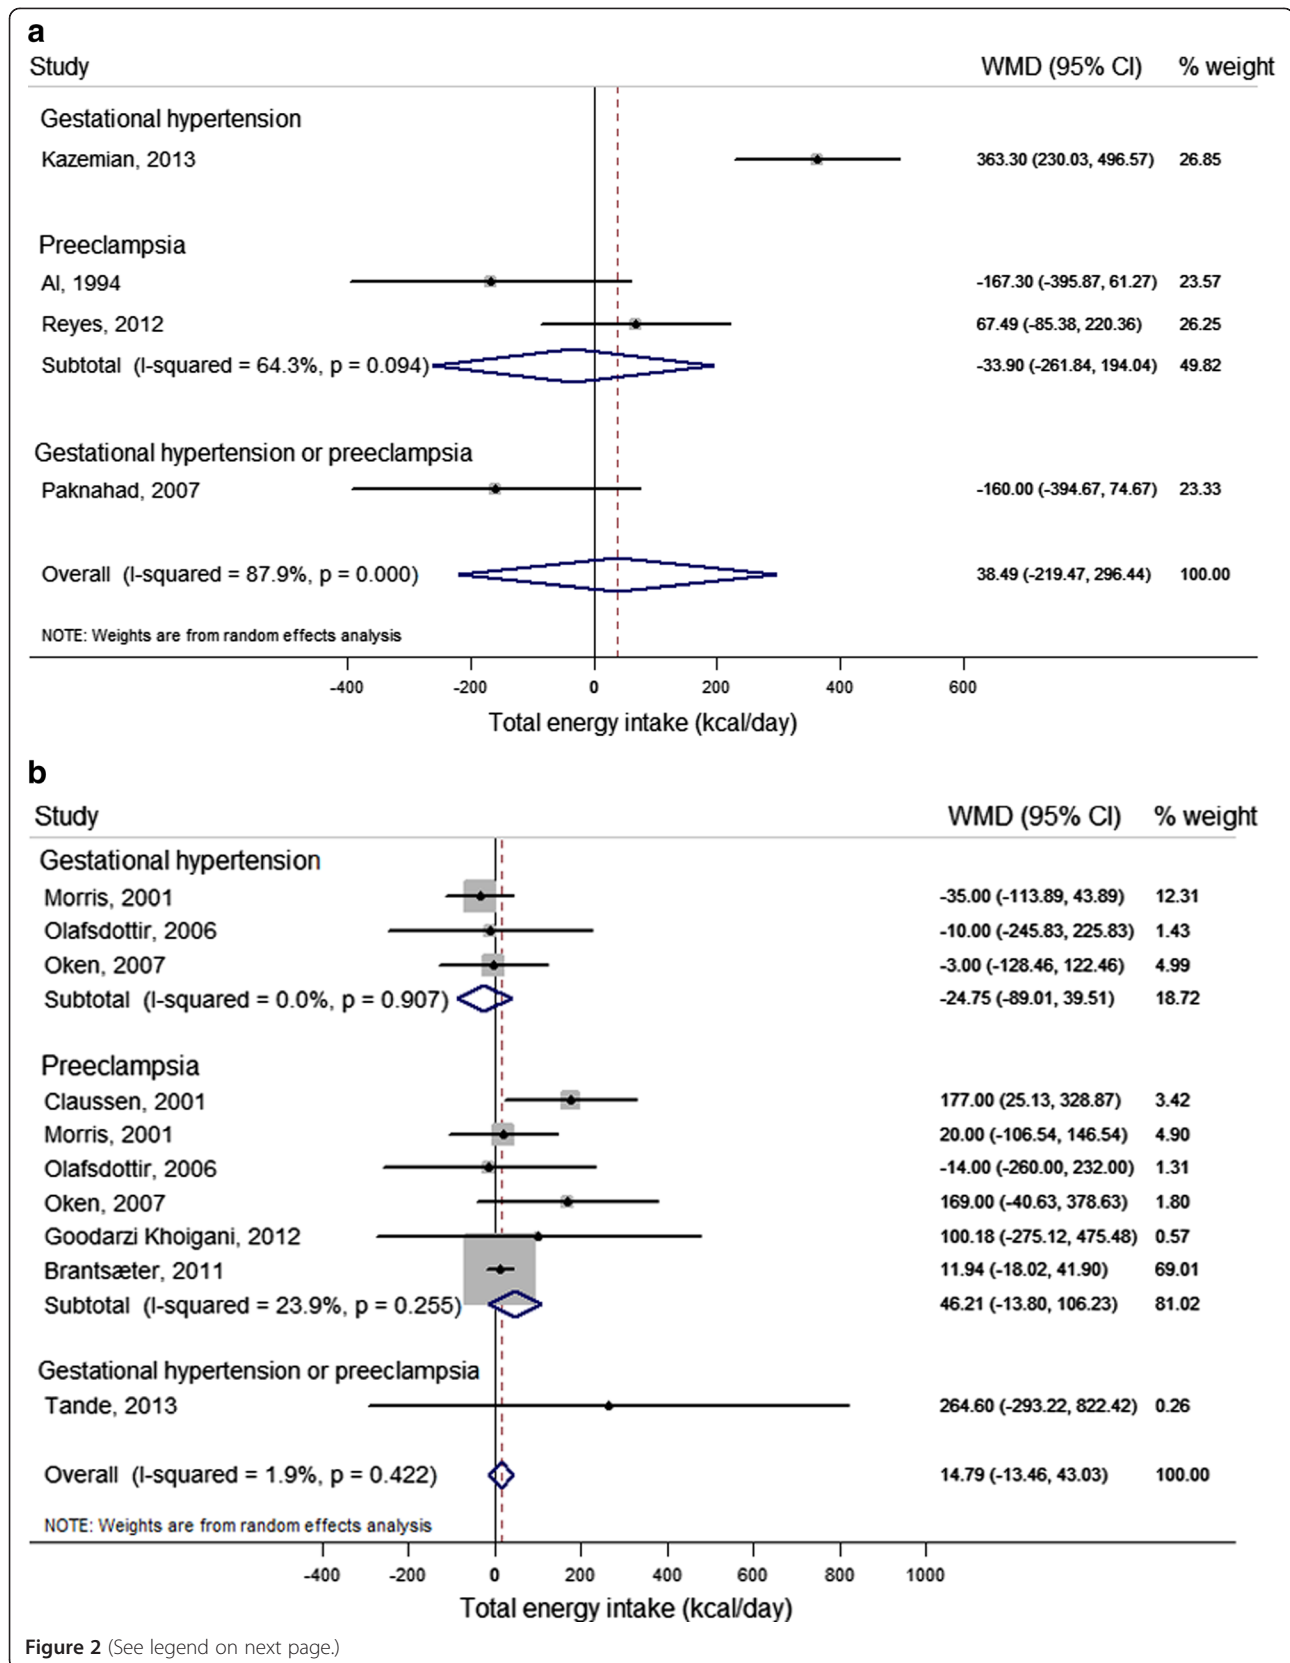 a
Study WMD (95% CI) % weight
Gestational hypertension
Kazemian, 2013 363.30 (230.03, 496.57) 26.85
Preeclampsia
Al, 1994 -167.30 (-395.87, 61.27) 23.57
Reyes, 2012 67.49 (-85.38, 220.36) 26.25
Subtotal (I-squared = 64.3%, p = 0.094) -33.90 (-261.84, 194.04) 49.82
Gestational hypertension or preeclampsia
Paknahad, 2007 -160.00 (-394.67, 74.67) 23.33
Overall (I-squared = 87.9%, p = 0.000) 38.49 (-219.47, 296.44) 100.00
NOTE: Weights are from random effects analysis
-400 -200 0 200 400 600
Total energy intake (kcal/day)
b
Study WMD (95% CI) % weight
Gestational hypertension
Morris, 2001 -35.00 (-113.89, 43.89) 12.31
Olafsdottir, 2006 -10.00 (-245.83, 225.83) 1.43
Oken, 2007 -3.00 (-128.46, 122.46) 4.99
Subtotal (I-squared = 0.0%, p = 0.907) -24.75 (-89.01, 39.51) 18.72
Preeclampsia
Claussen, 2001 177.00 (25.13, 328.87) 3.42
Morris, 2001 20.00 (-106.54, 146.54) 4.90
Olafsdottir, 2006 -14.00 (-260.00, 232.00) 1.31
Oken, 2007 169.00 (-40.63, 378.63) 1.80
Goodarzi Khoigani, 2012 100.18 (-275.12, 475.48) 0.57
Brantsæter, 2011 11.94 (-18.02, 41.90) 69.01
Subtotal (I-squared = 23.9%, p = 0.255) 46.21 (-13.80, 106.23) 81.02
Gestational hypertension or preeclampsia
Tande, 2013 264.60 (-293.22, 822.42) 0.26
Overall (I-squared = 1.9%, p = 0.422) 14.79 (-13.46, 43.03) 100.00
NOTE: Weights are from random effects analysis
-400 -200 0 200 400 600 800 1000
Total energy intake (kcal/day)
Figure 2 (See legend on next page.)